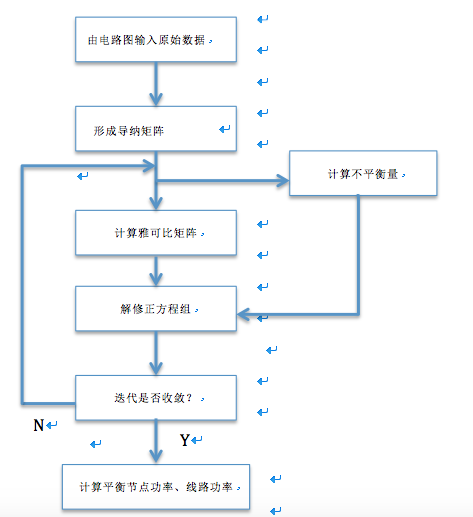 由电路图输入原始数据。
形成导纳矩阵
计算不平衡量。
计算雅可比矩阵。
解修正方程组。
迭代是否收敛？。
N
Y
计算平衡节点功率、线路功率。